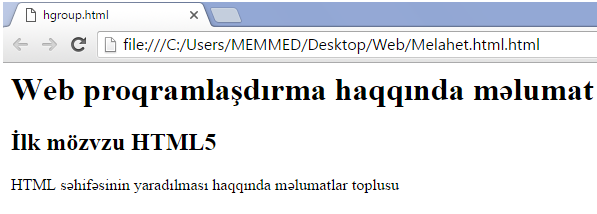 hgroup.html
file:///C:/Users/MEMMED/Desktop/Web/Melahet.html.html
Web proqramlaşdırma haqqında məlumat
İlk mözvzu HTML5
HTML səhifəsinin yaradılması haqqında məlumatlar toplusu